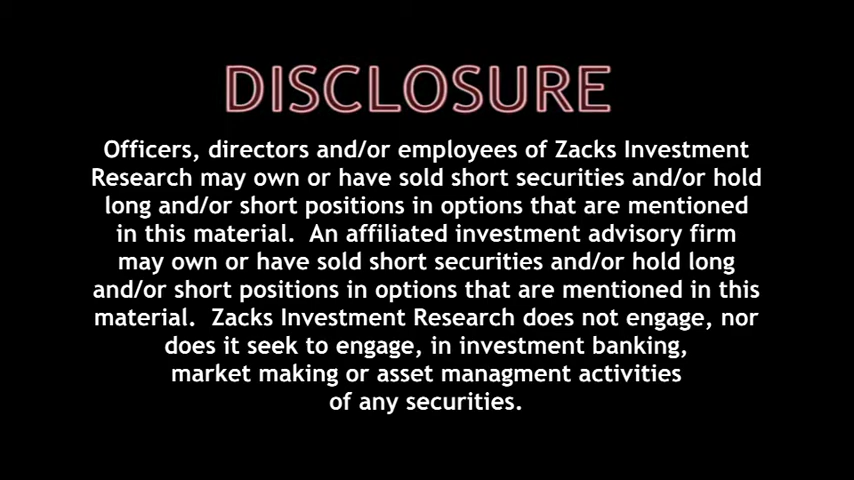 DISCLOSURE
Officers, directors and/or employees of Zacks Investment
Research may own or have sold short securities and/or hold
long and/or short positions in options that are mentioned
in this material.  An affiliated investment advisory firm
may own or have sold short securities and/or hold long
and/or short positions in options that are mentioned in this
material.  Zacks Investment Research does not engage, nor
does it seek to engage, in investment banking,
market making or asset managment activities
of any securities.